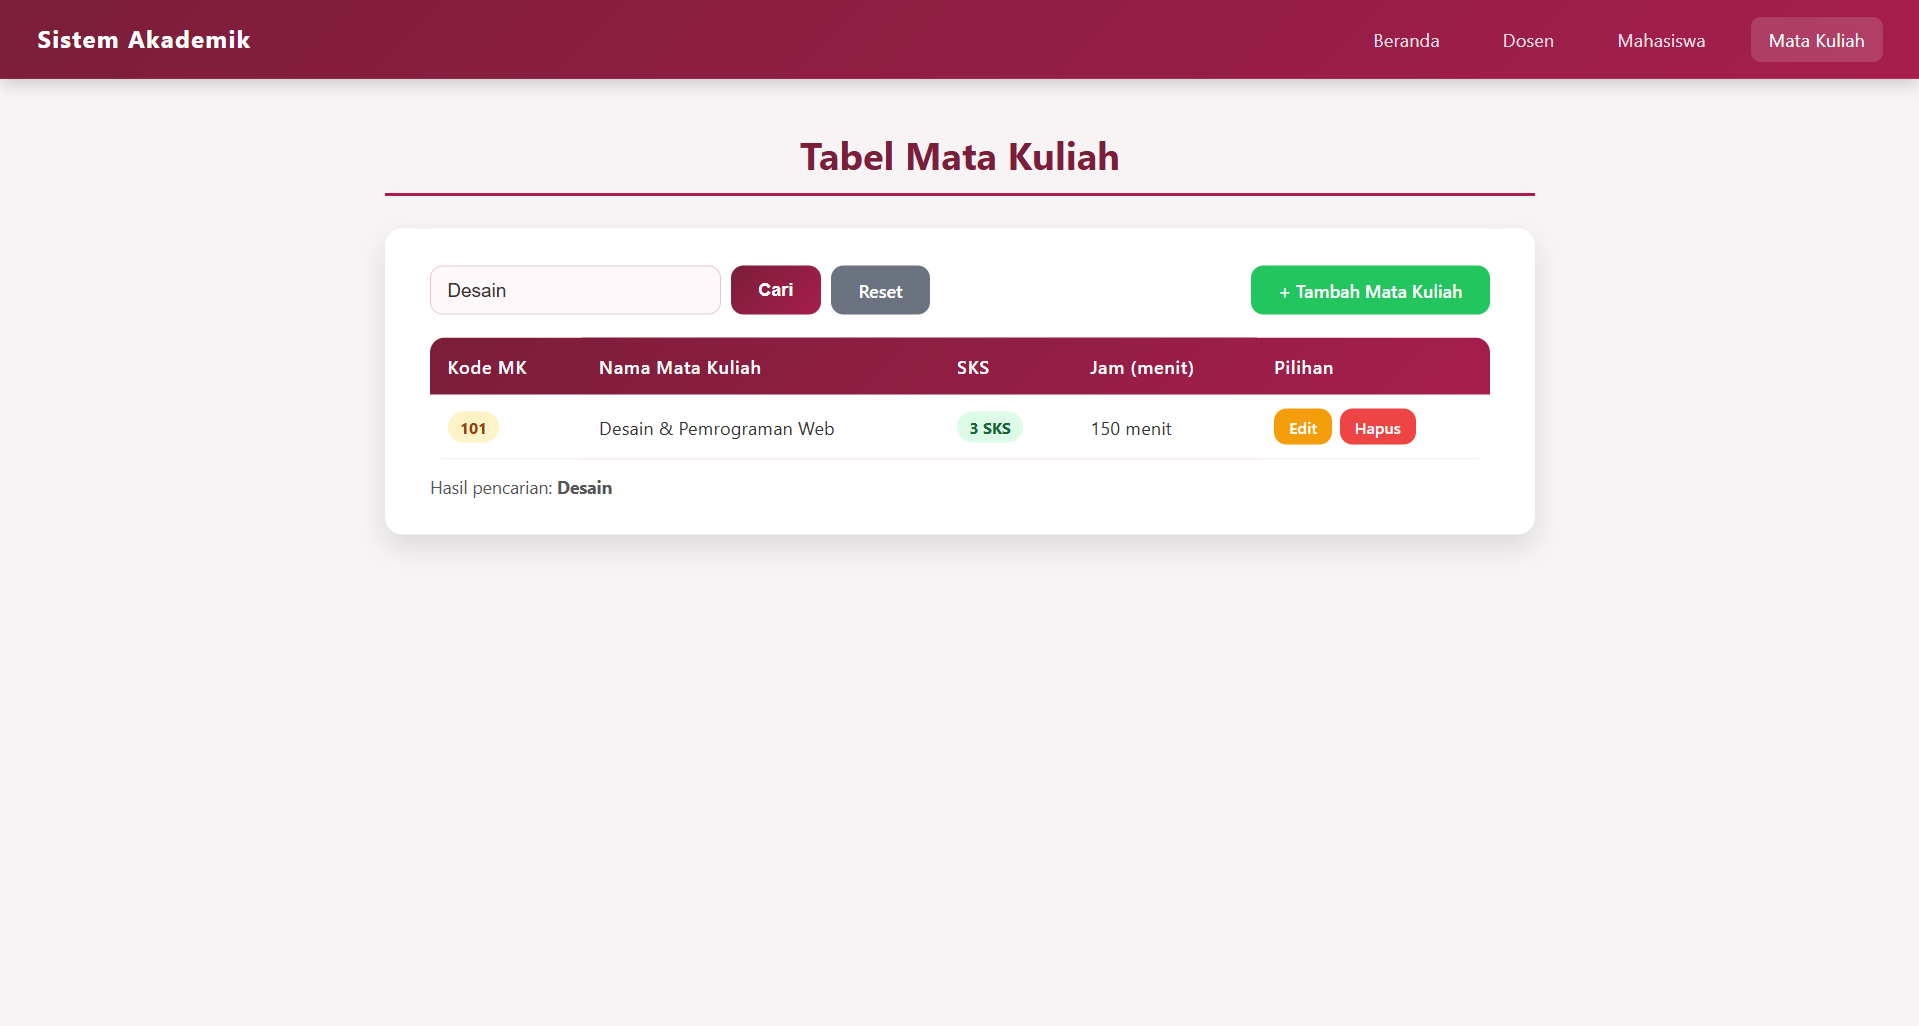 Sistem Akademik Beranda Dosen Mahasiswa Mata Kuliah
Tabel Mata Kuliah
Desain Cari Reset + Tambah Mata Kuliah
Kode MK Nama Mata Kuliah SKS Jam (menit) Pilihan
101 Desain & Pemrograman Web 3 SKS 150 menit Edit Hapus
Hasil pencarian: Desain